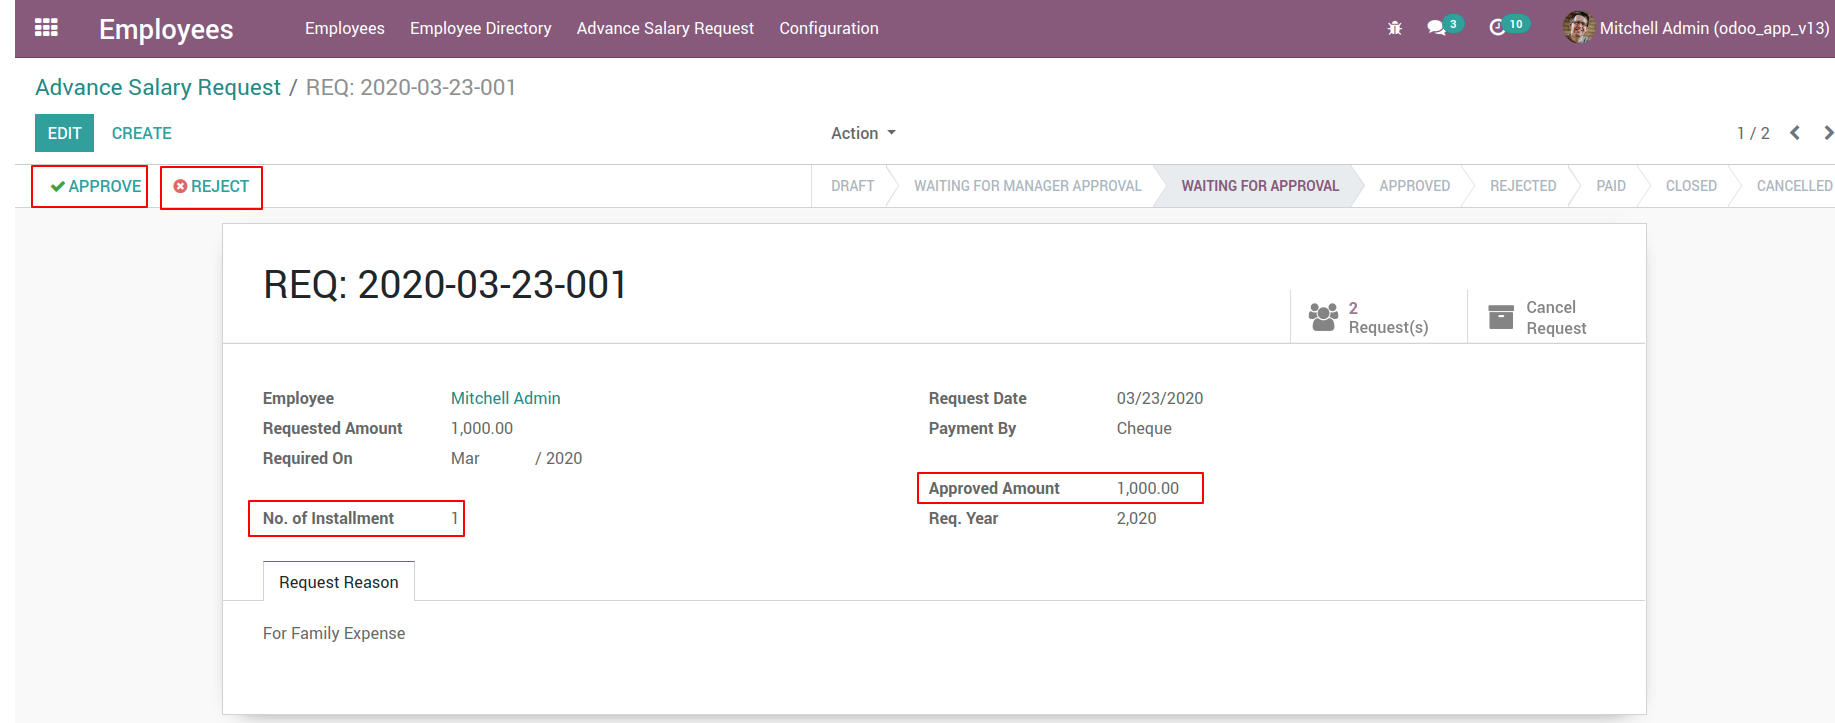 Employees Employees Employee Directory Advance Salary Request Configuration 3 10 Mitchell Admin (odoo_app_v13)
Advance Salary Request / REQ: 2020-03-23-001
EDIT CREATE Action 1 / 2
APPROVE REJECT DRAFT WAITING FOR MANAGER APPROVAL WAITING FOR APPROVAL APPROVED REJECTED PAID CLOSED CANCELLED
REQ: 2020-03-23-001
2
Request(s)
Cancel
Request
Employee Mitchell Admin Request Date 03/23/2020
Requested Amount 1,000.00 Payment By Cheque
Required On Mar / 2020
Approved Amount 1,000.00
No. of Installment 1 Req. Year 2,020
Request Reason
For Family Expense